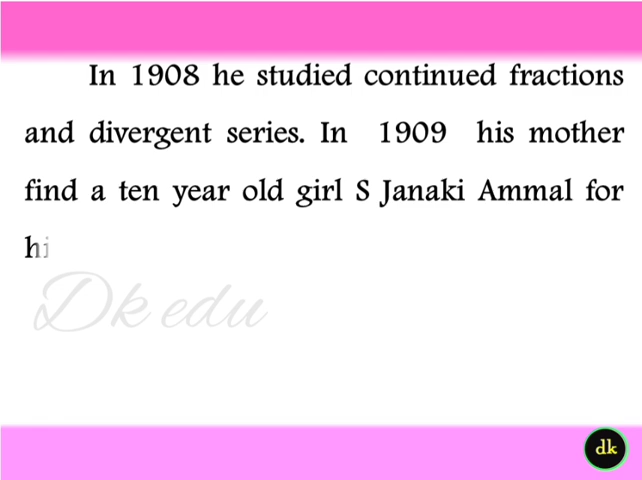 In 1908 he studied continued fractions
and divergent series. In 1909 his mother
find a ten year old girl S Janaki Ammal for
hi
Dk edu
dk